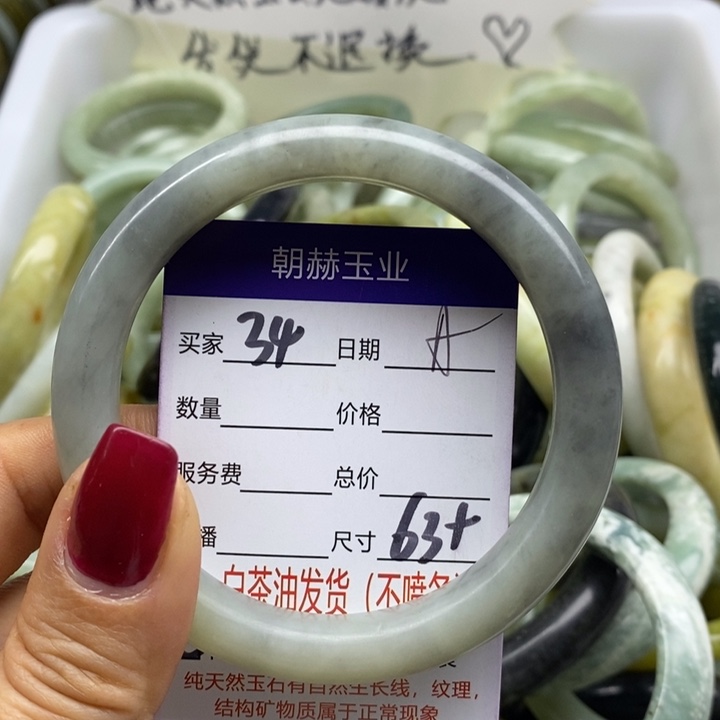 售出不退换
朝赫玉业
买家 34 日期 A
数量 价格
服务费 总价
播 尺寸 63+
白茶油发货（不喷
纯天然玉石有自然生长线，纹理，
结构矿物质属于正常现象